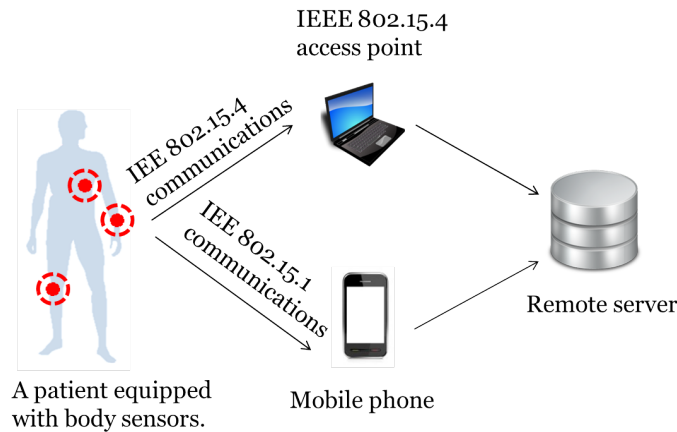 IEEE 802.15.4
access point
IEE 802.15.4
communications
IEE 802.15.1
communications
Remote server
A patient equipped
with body sensors.
Mobile phone